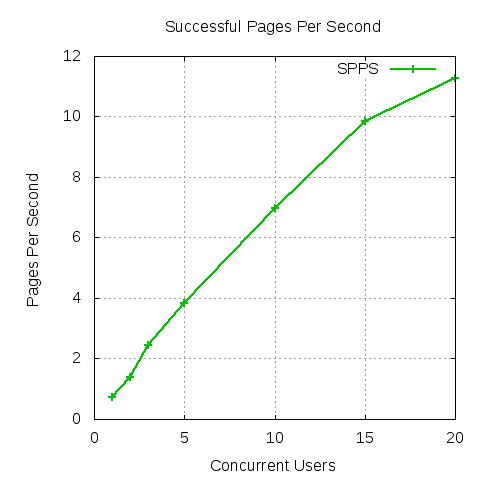 Successful Pages Per Second
SPPS
12
10
8
6
4
2
0
Pages Per Second
0 5 10 15 20
Concurrent Users